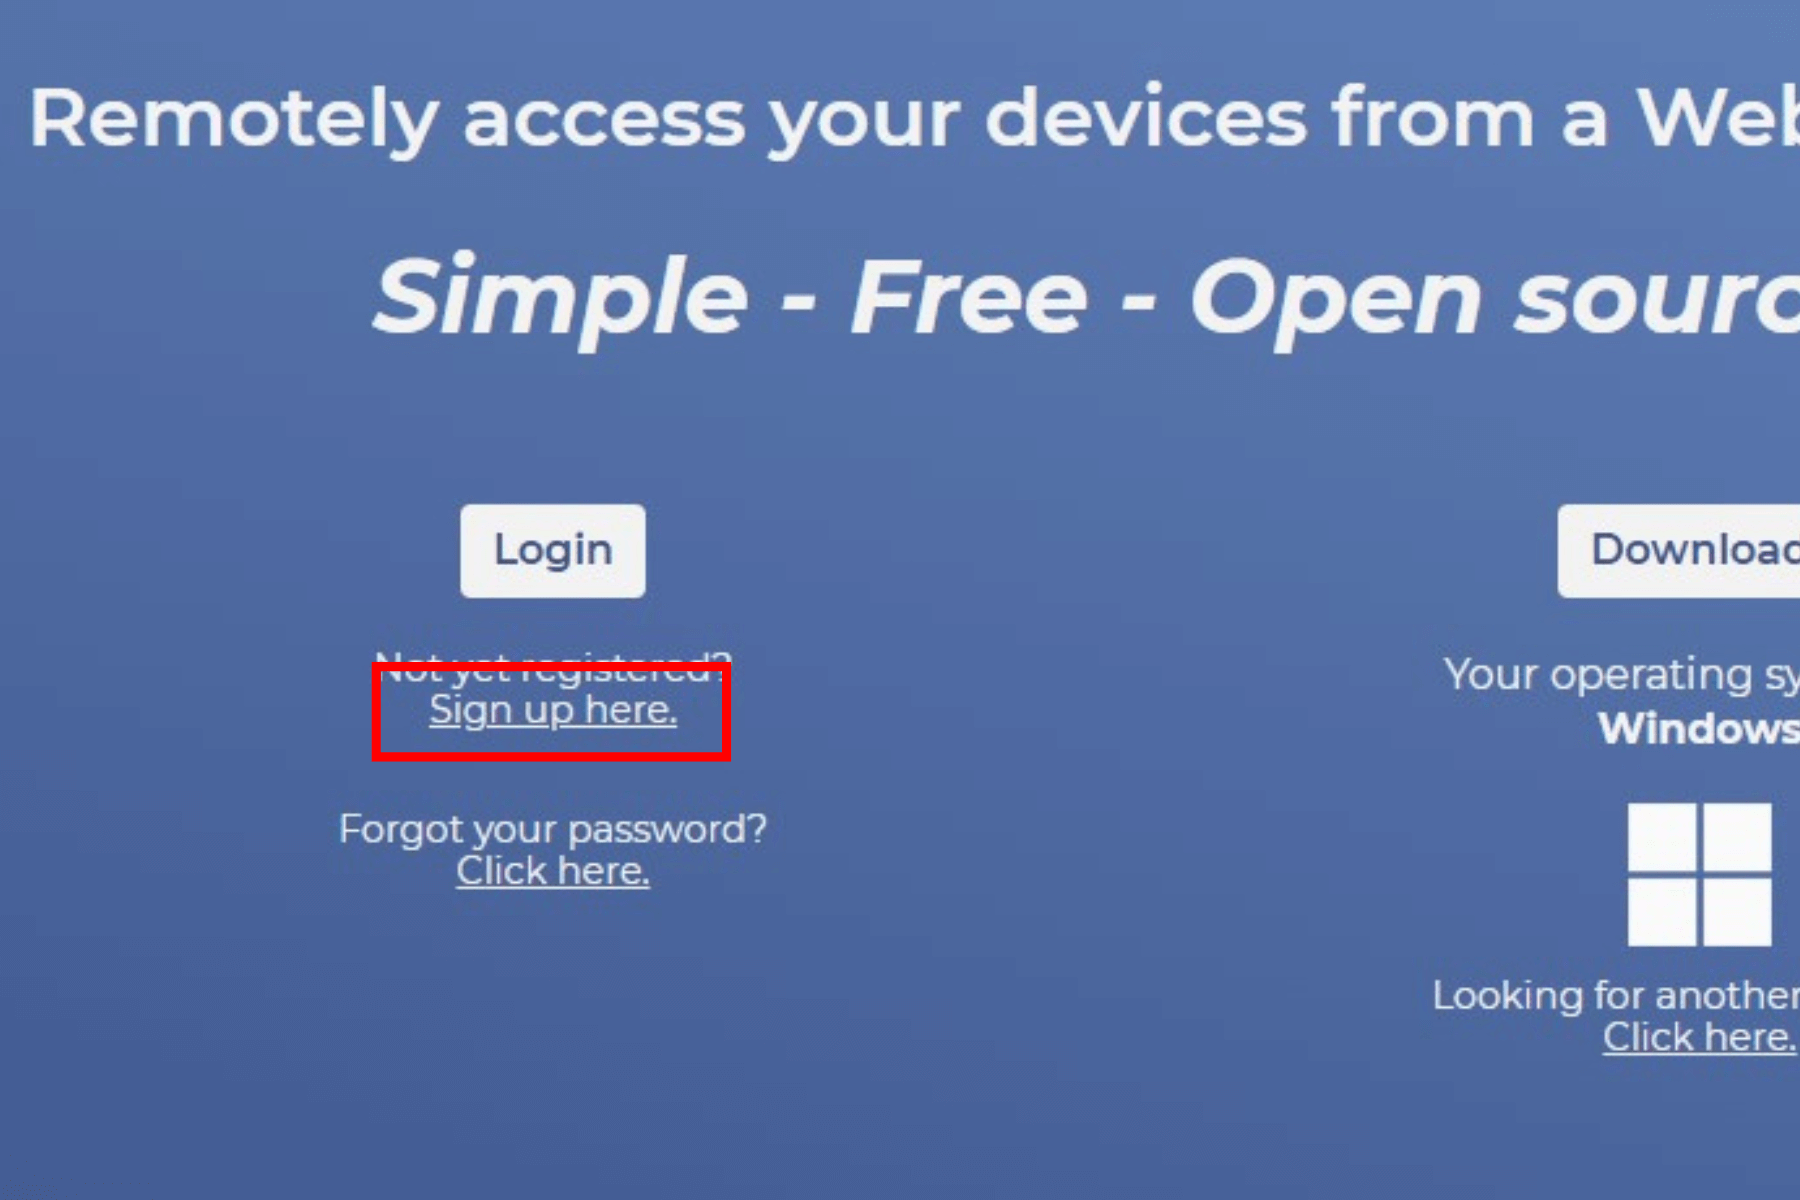 Remotely access your devices from a Web
Simple - Free - Open sourc
Login
Not yet registered?
Sign up here.
Forgot your password?
Click here.
Download
Your operating sy
Windows
Looking for another
Click here.